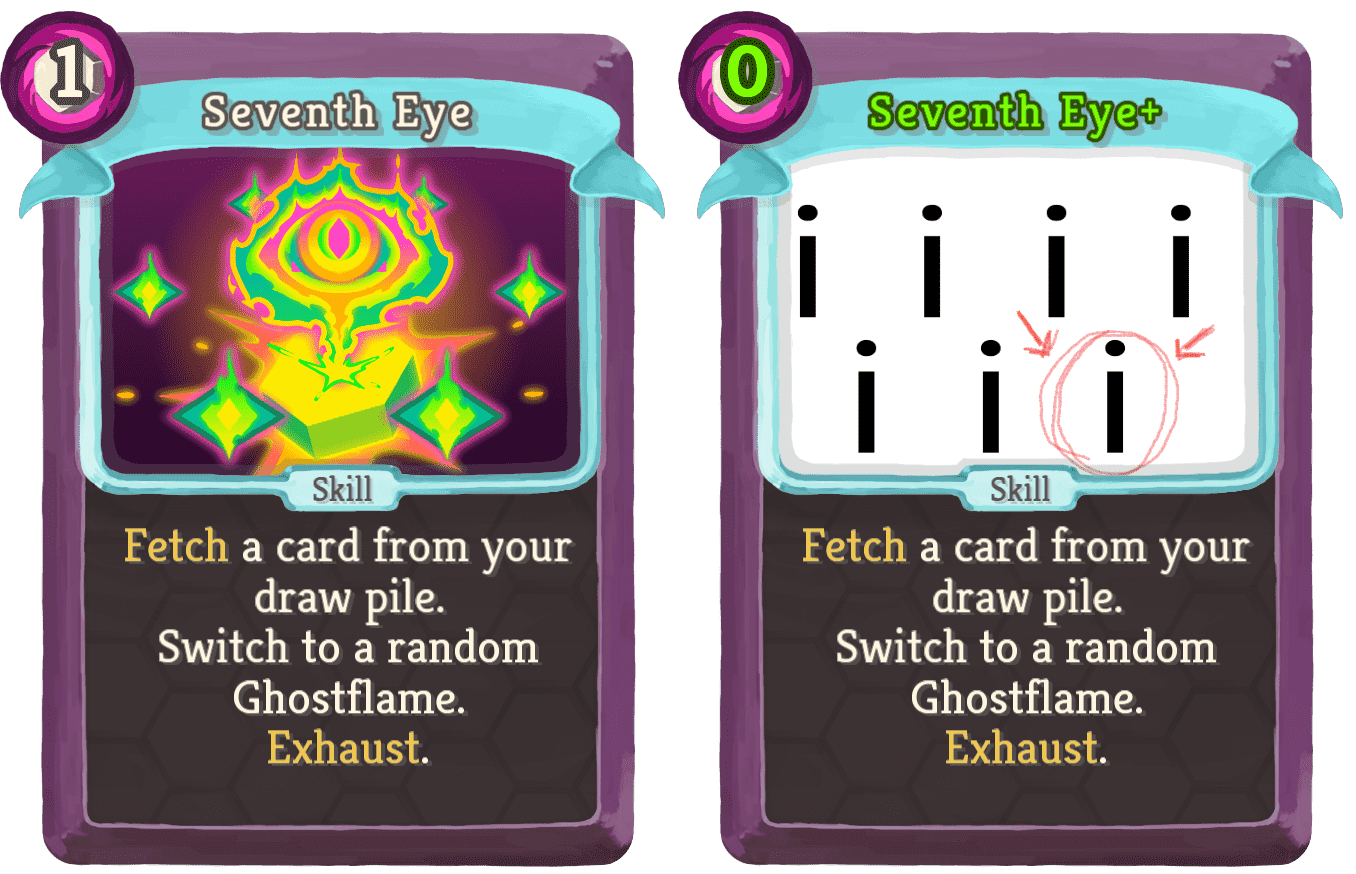 1
Seventh Eye
Skill
Fetch a card from your
draw pile.
Switch to a random
Ghostflame.
Exhaust.
0
Seventh Eye+
i i i i
i i i
Skill
Fetch a card from your
draw pile.
Switch to a random
Ghostflame.
Exhaust.